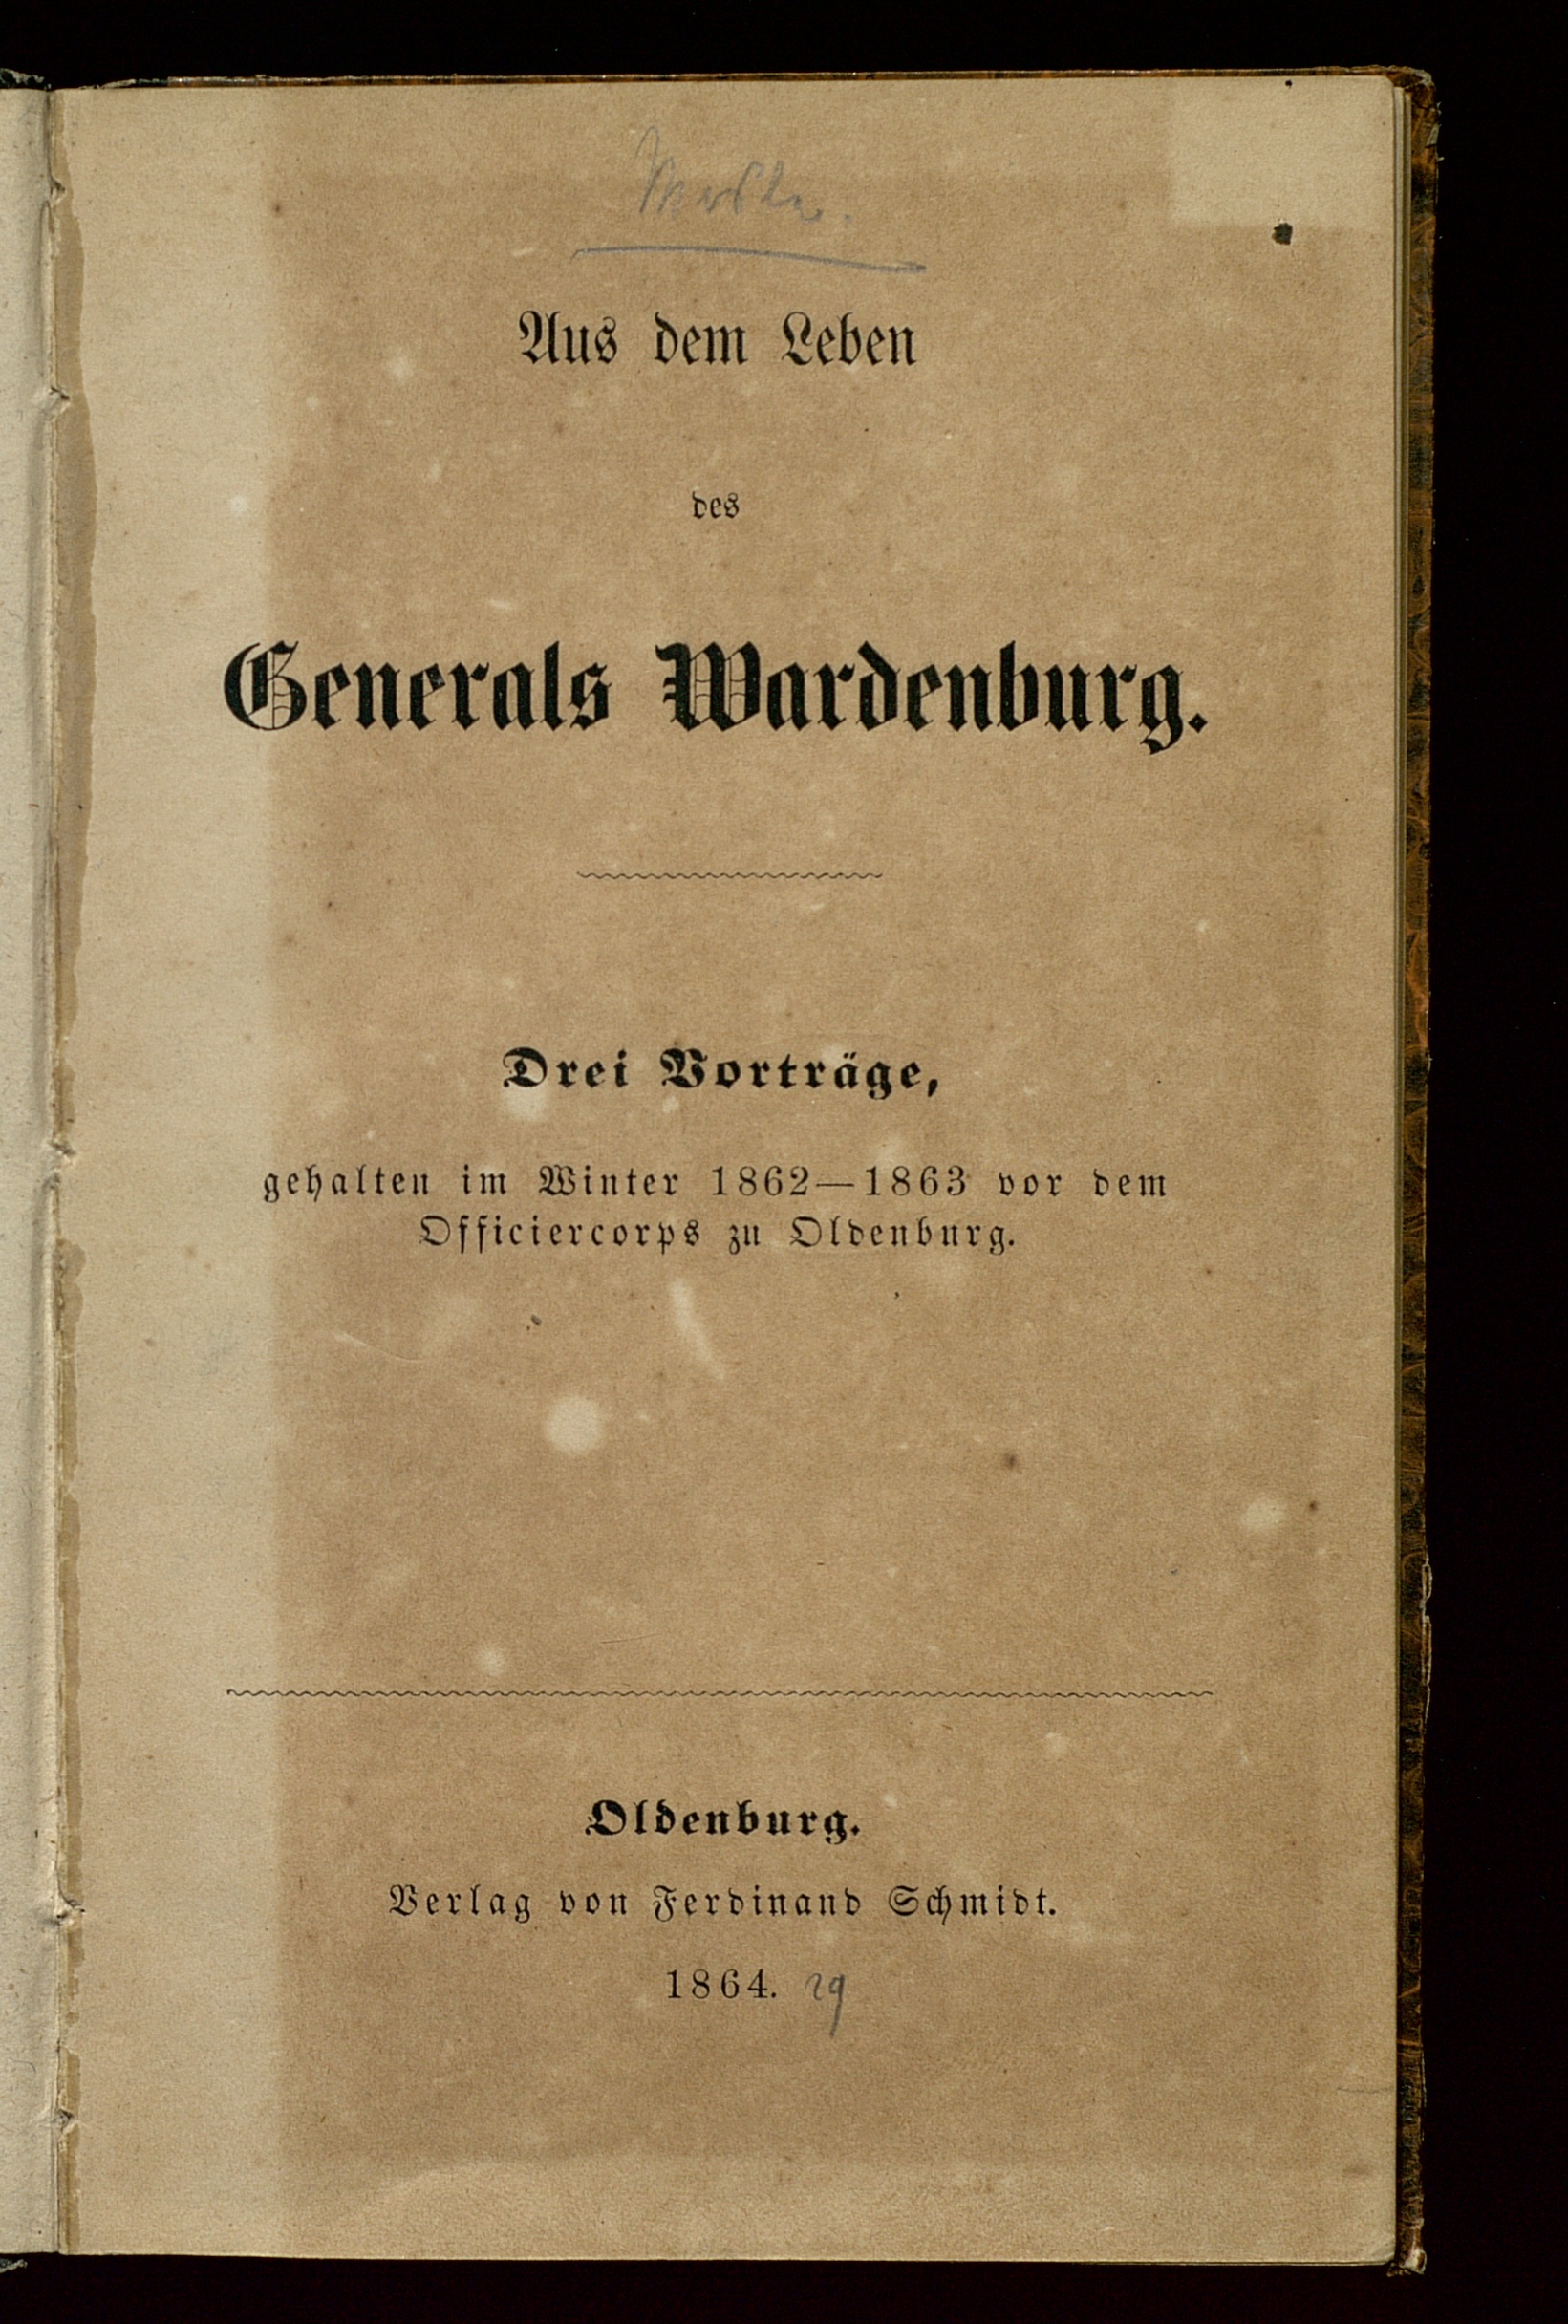 Aus dem Leben
des
Generals Wardenburg.
Drei Vorträge,
gehalten im Winter 1862—1863 vor dem
Officiercorps zu Oldenburg.
Oldenburg.
Verlag von Ferdinand Schmidt.
1864. 29